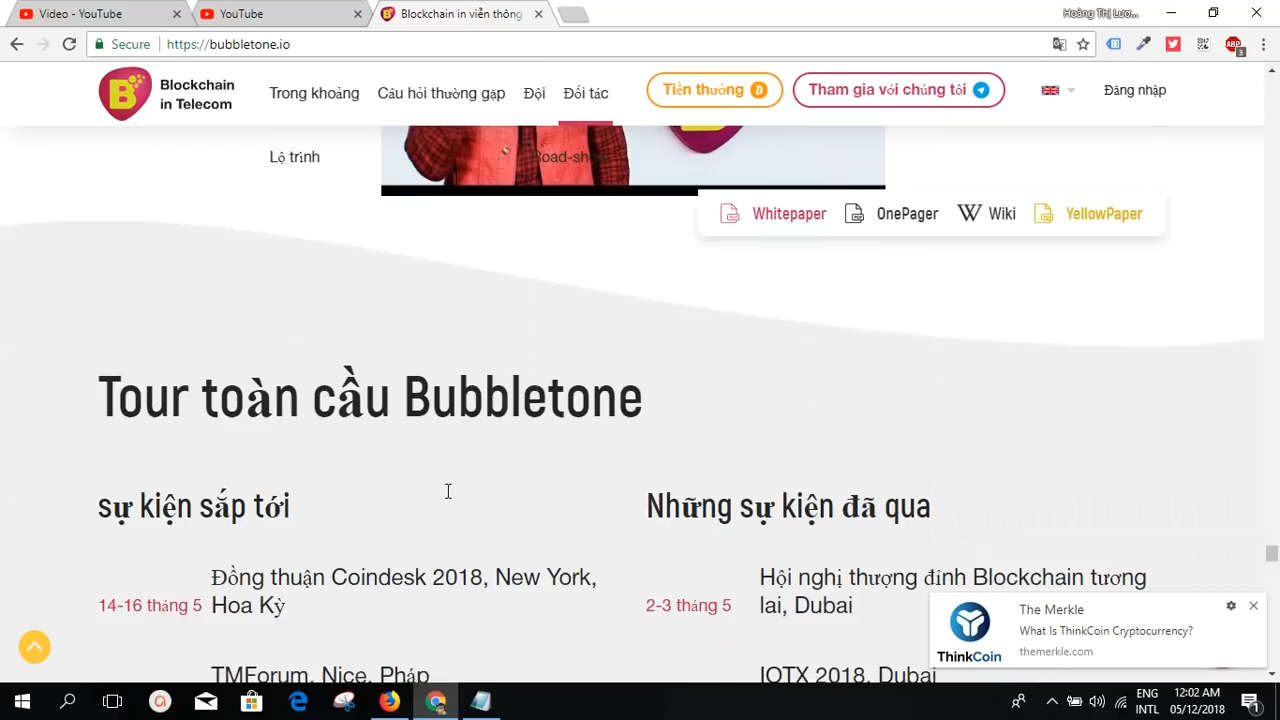 Video - YouTube
YouTube
Blockchain in viễn thông
Hoàng Thị Lươ...
Secure
https://bubbletone.io
Blockchain in Telecom
Trong khoảng
Câu hỏi thường gặp
Đội
Đối tác
Tiền thưởng
Tham gia với chúng tôi
Đăng nhập
Lộ trình
Road-show
Whitepaper
OnePager
Wiki
YellowPaper
Tour toàn cầu Bubbletone
sự kiện sắp tới
Những sự kiện đã qua
14-16 tháng 5
Đồng thuận Coindesk 2018, New York,
Hoa Kỳ
2-3 tháng 5
Hội nghị thượng đỉnh Blockchain tương
lai, Dubai
TMForum, Nice, Pháp
IOTX 2018, Dubai
The Merkle
What Is ThinkCoin Cryptocurrency?
themerkle.com
ThinkCoin
ENG
INTL
12:02 AM
05/12/2018